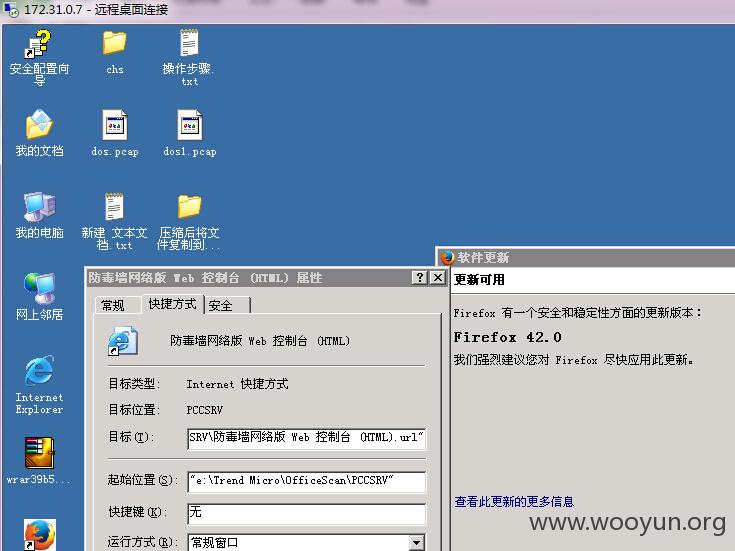 172.31.0.7 - 远程桌面连接
安全配置向
导
chs
操作步骤.
txt
我的文档
dos.pcap
dos1.pcap
我的电脑
新建 文本文
档.txt
压缩后将文
件复制到...
网上邻居
Internet
Explorer
wrar39b5...
防毒墙网络版 Web 控制台 (HTML) 属性
常规
快捷方式
安全
防毒墙网络版 Web 控制台 (HTML)
目标类型:
Internet 快捷方式
目标位置:
PCCSRV
目标(T):
SRV\防毒墙网络版 Web 控制台 (HTML).url"
起始位置(S):
"e:\Trend Micro\OfficeScan\PCCSRV"
快捷键(K):
无
运行方式(R):
常规窗口
软件更新
更新可用
Firefox 有一个安全和稳定性方面的更新版本:
Firefox 42.0
我们强烈建议您对 Firefox 尽快应用此更新。
查看此更新的更多信息
www.wooyun.org